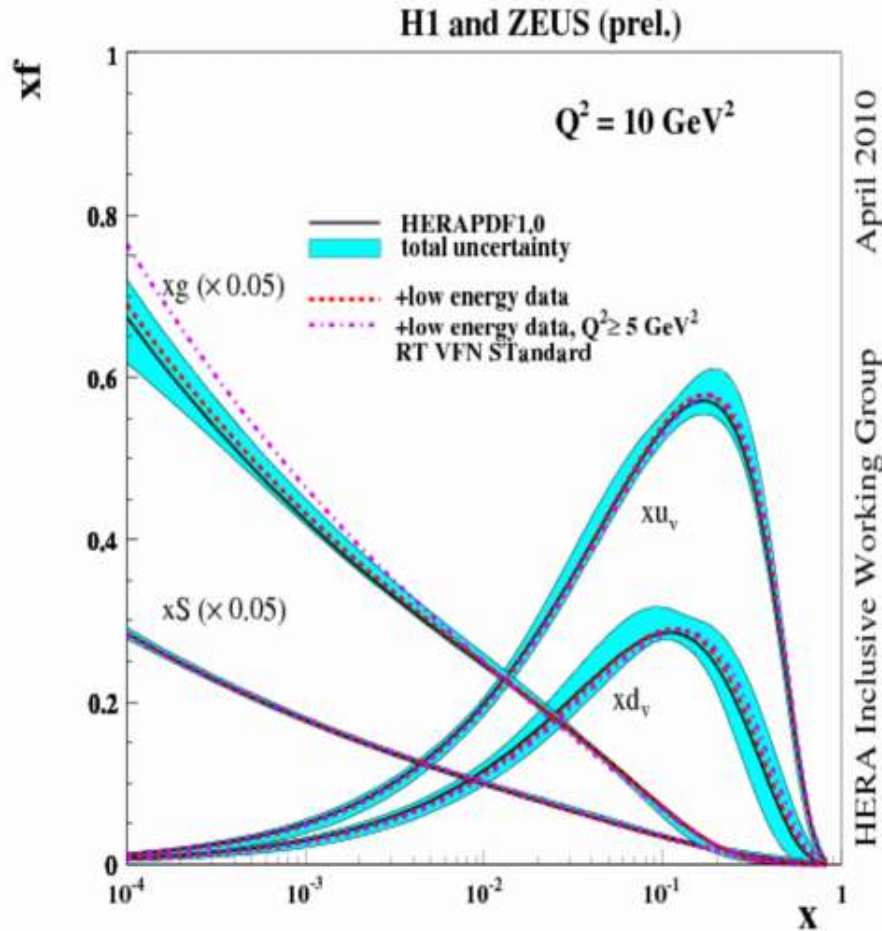 H1 and ZEUS (prel.)
xf
1
Q² = 10 GeV²
April 2010
0.8
HERAPDF1.0
total uncertainty
xg (× 0.05)
+low energy data
+low energy data, Q² ≥ 5 GeV²
RT VFN STandard
0.6
xu_v
0.4
xS (× 0.05)
0.2
xd_v
HERA Inclusive Working Group
0
10⁻⁴ 10⁻³ 10⁻² 10⁻¹ 1
x